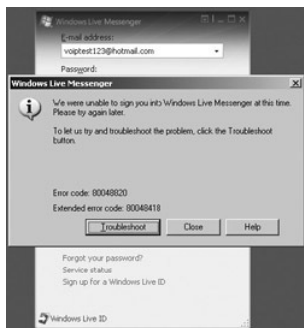 Windows Live Messenger
E-mail address:
voiptest123@hotmail.com
Password:
Windows Live Messenger
We were unable to sign you into Windows Live Messenger at this time.
Please try again later.
To let us try and troubleshoot the problem, click the Troubleshoot
button.
Error code: 80048820
Extended error code: 80048418
Troubleshoot Close Help
Forgot your password?
Service status
Sign up for a Windows Live ID
Windows Live ID